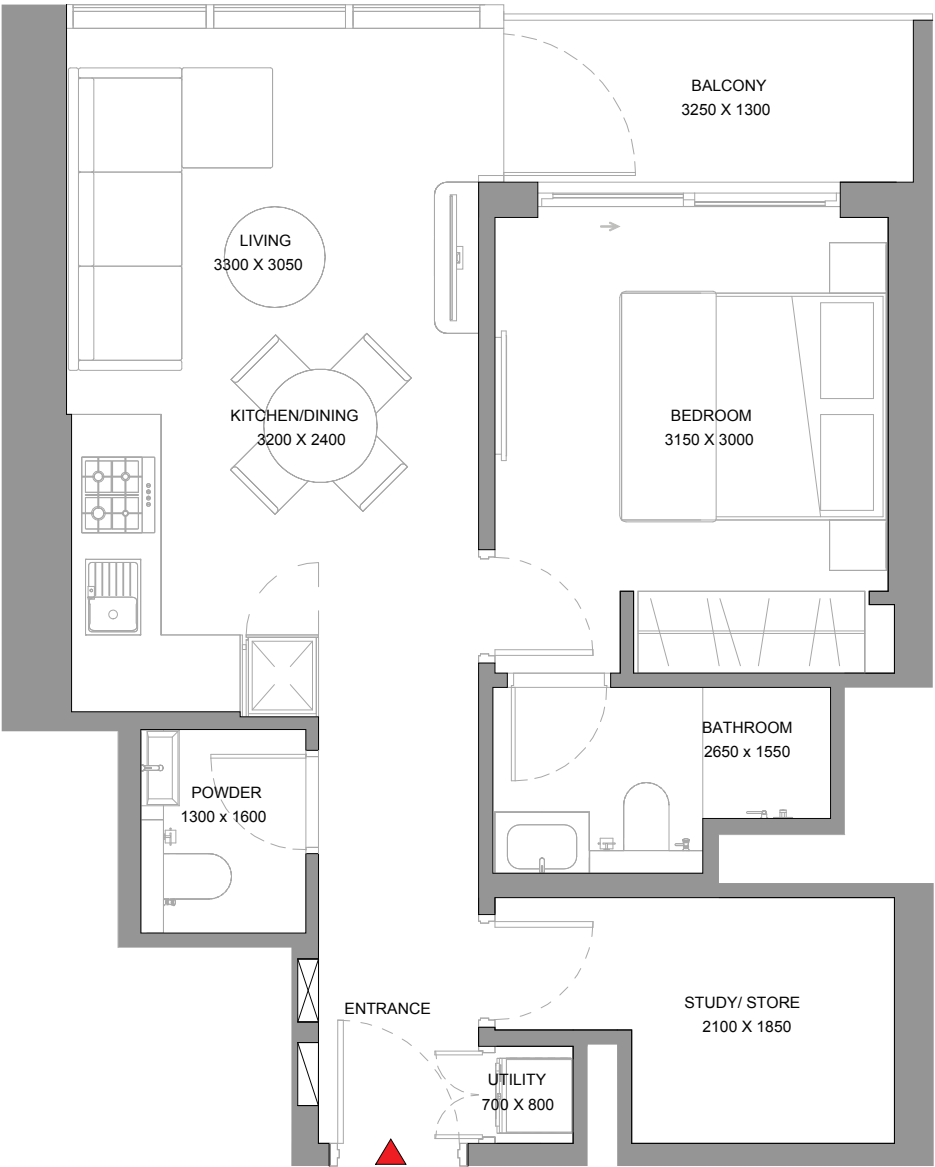 BALCONY
3250 X 1300
LIVING
3300 X 3050
KITCHEN/DINING
3200 X 2400
BEDROOM
3150 X 3000
BATHROOM
2650 x 1550
POWDER
1300 x 1600
ENTRANCE
STUDY/ STORE
2100 X 1850
UTILITY
700 X 800